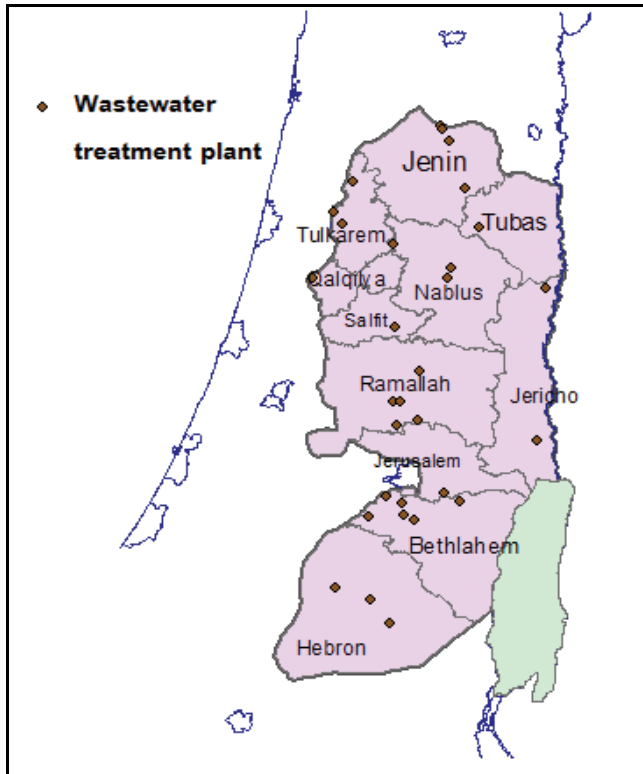 Wastewater
treatment plant
Jenin
Tubas
Tulkarem
Qalqilya
Nablus
Salfit
Ramallah
Jericho
Jerusalem
Bethlahem
Hebron